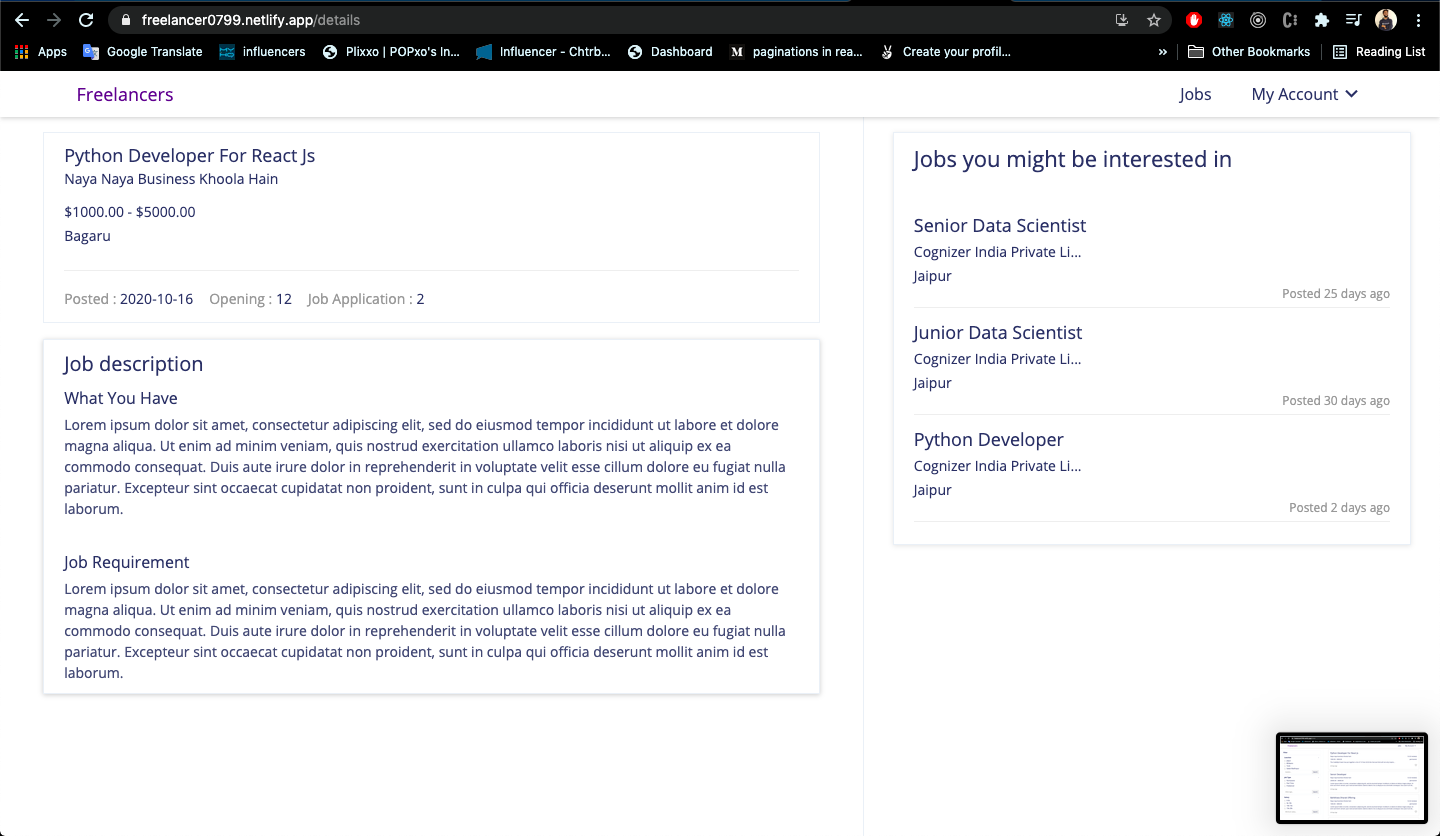 freelancer0799.netlify.app/details
Apps
Google Translate
influencers
Plixxo | POPxo's In...
Influencer - Chtrb...
Dashboard
M
paginations in rea...
Create your profil...
»
Other Bookmarks
Reading List
Freelancers
Jobs
My Account
Python Developer For React Js
Naya Naya Business Khoola Hain
$1000.00 - $5000.00
Bagaru
Posted : 2020-10-16 Opening : 12 Job Application : 2
Job description
What You Have
Lorem ipsum dolor sit amet, consectetur adipiscing elit, sed do eiusmod tempor incididunt ut labore et dolore
magna aliqua. Ut enim ad minim veniam, quis nostrud exercitation ullamco laboris nisi ut aliquip ex ea
commodo consequat. Duis aute irure dolor in reprehenderit in voluptate velit esse cillum dolore eu fugiat nulla
pariatur. Excepteur sint occaecat cupidatat non proident, sunt in culpa qui officia deserunt mollit anim id est
laborum.
Job Requirement
Lorem ipsum dolor sit amet, consectetur adipiscing elit, sed do eiusmod tempor incididunt ut labore et dolore
magna aliqua. Ut enim ad minim veniam, quis nostrud exercitation ullamco laboris nisi ut aliquip ex ea
commodo consequat. Duis aute irure dolor in reprehenderit in voluptate velit esse cillum dolore eu fugiat nulla
pariatur. Excepteur sint occaecat cupidatat non proident, sunt in culpa qui officia deserunt mollit anim id est
laborum.
Jobs you might be interested in
Senior Data Scientist
Cognizer India Private Li...
Jaipur
Posted 25 days ago
Junior Data Scientist
Cognizer India Private Li...
Jaipur
Posted 30 days ago
Python Developer
Cognizer India Private Li...
Jaipur
Posted 2 days ago